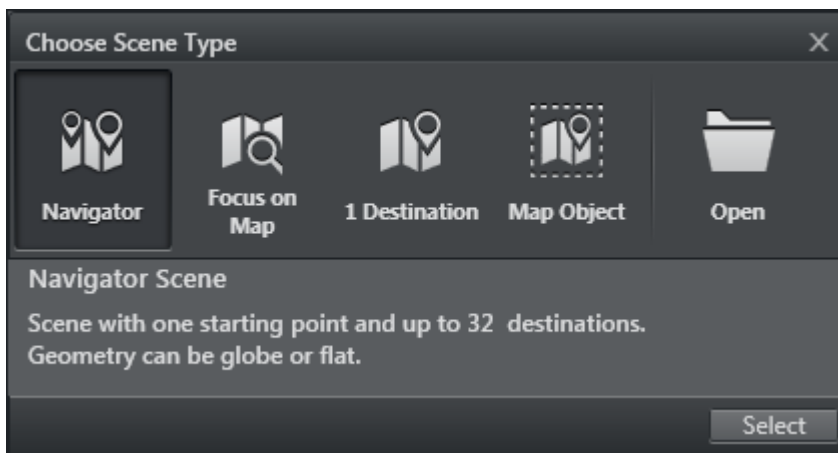 Choose Scene Type
Navigator
Focus on
Map
1 Destination
Map Object
Open
Navigator Scene
Scene with one starting point and up to 32 destinations.
Geometry can be globe or flat.
Select